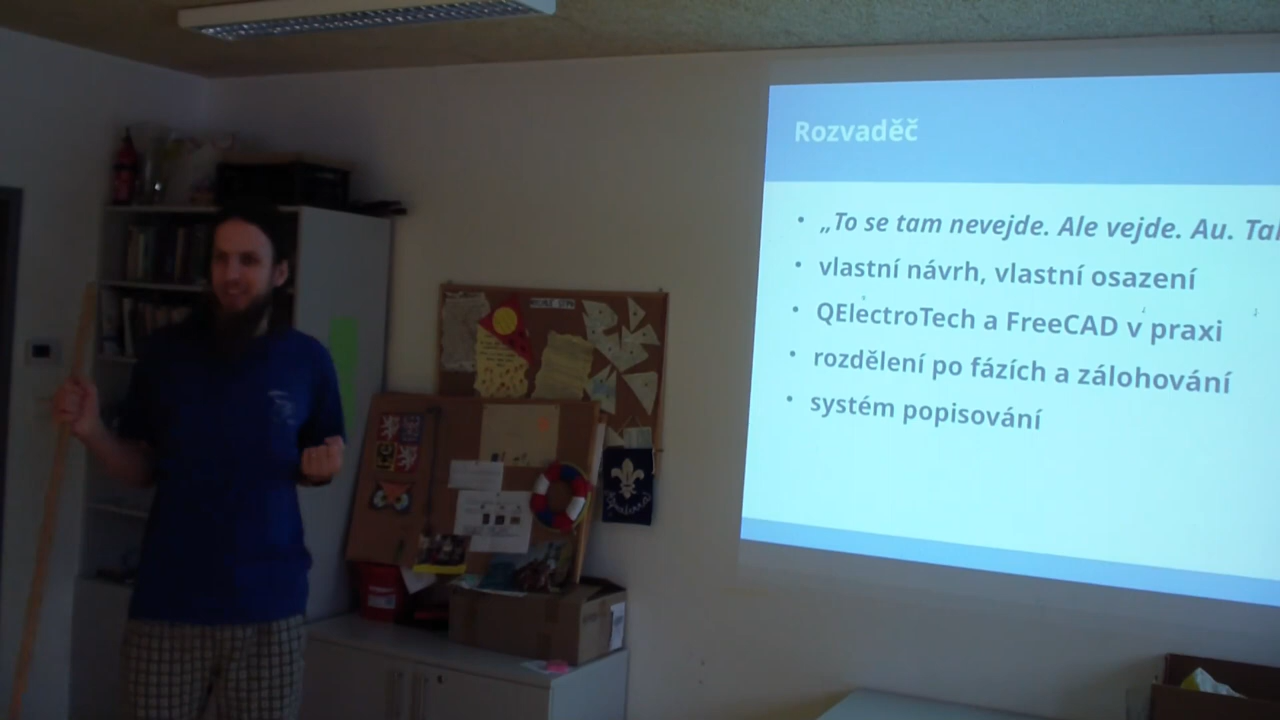 Rozvaděč
„To se tam nevejde. Ale vejde. Au.
vlastní návrh, vlastní osazení
QElectroTech a FreeCAD v praxi
rozdělení po fázích a zálohování
systém popisování